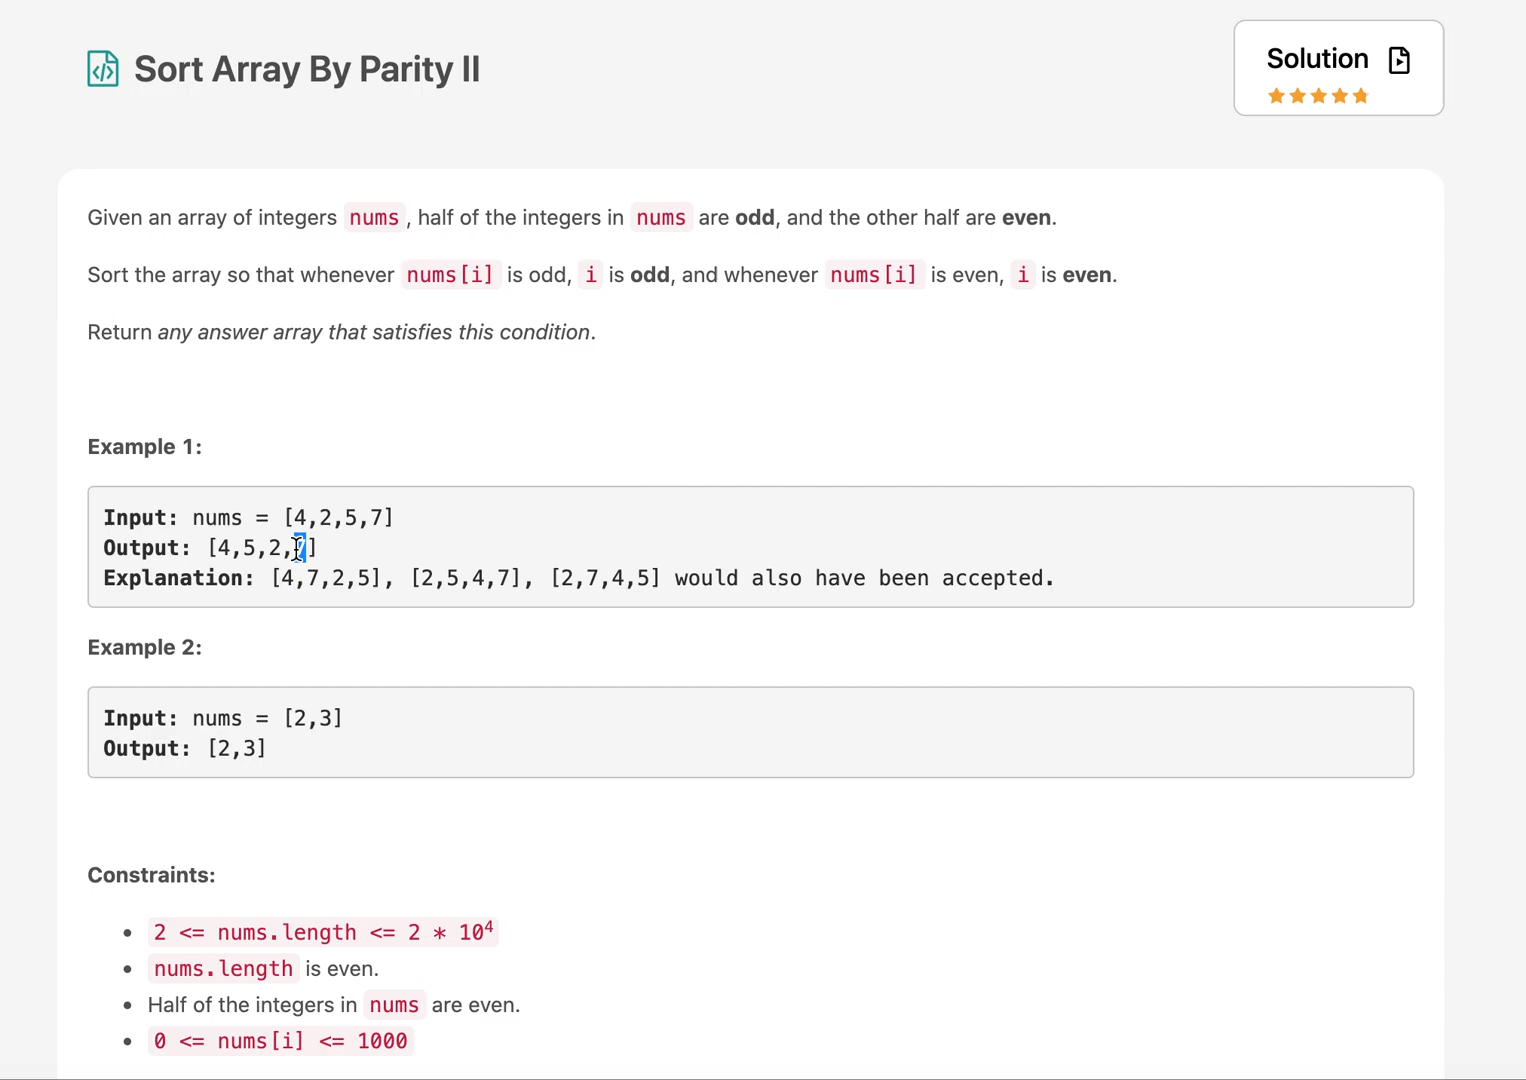 Sort Array By Parity II
Solution
Given an array of integers nums, half of the integers in nums are odd, and the other half are even.
Sort the array so that whenever nums[i] is odd, i is odd, and whenever nums[i] is even, i is even.
Return any answer array that satisfies this condition.
Example 1:
Input: nums = [4,2,5,7]
Output: [4,5,2,7]
Explanation: [4,7,2,5], [2,5,4,7], [2,7,4,5] would also have been accepted.
Example 2:
Input: nums = [2,3]
Output: [2,3]
Constraints:
2 <= nums.length <= 2 * 10⁴
nums.length is even.
Half of the integers in nums are even.
0 <= nums[i] <= 1000